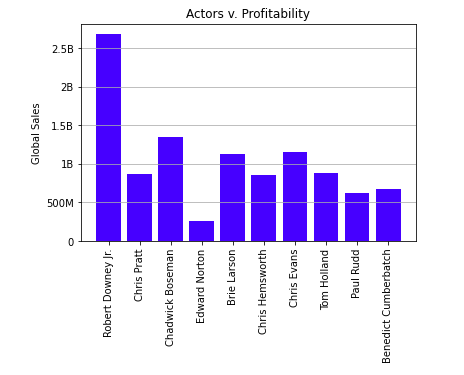 Actors v. Profitability
Global Sales
2.5B
2B
1.5B
1B
500M
0
Robert Downey Jr.
Chris Pratt
Chadwick Boseman
Edward Norton
Brie Larson
Chris Hemsworth
Chris Evans
Tom Holland
Paul Rudd
Benedict Cumberbatch